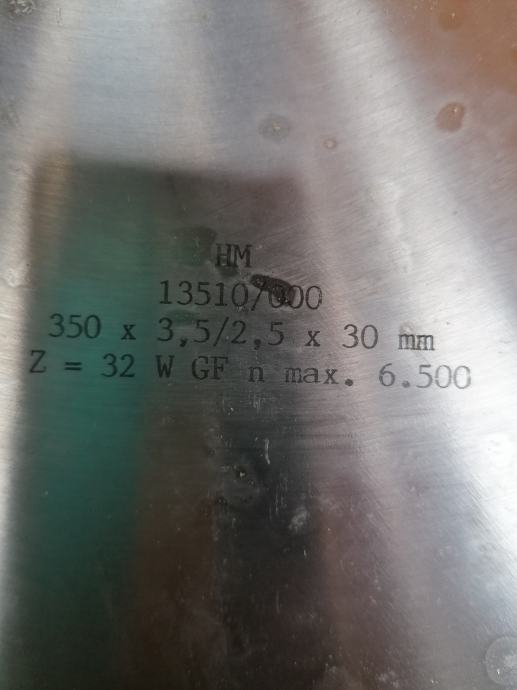 HM
13510/000
350 x 3,5/2,5 x 30 mm
Z = 32 W GF n max. 6.500